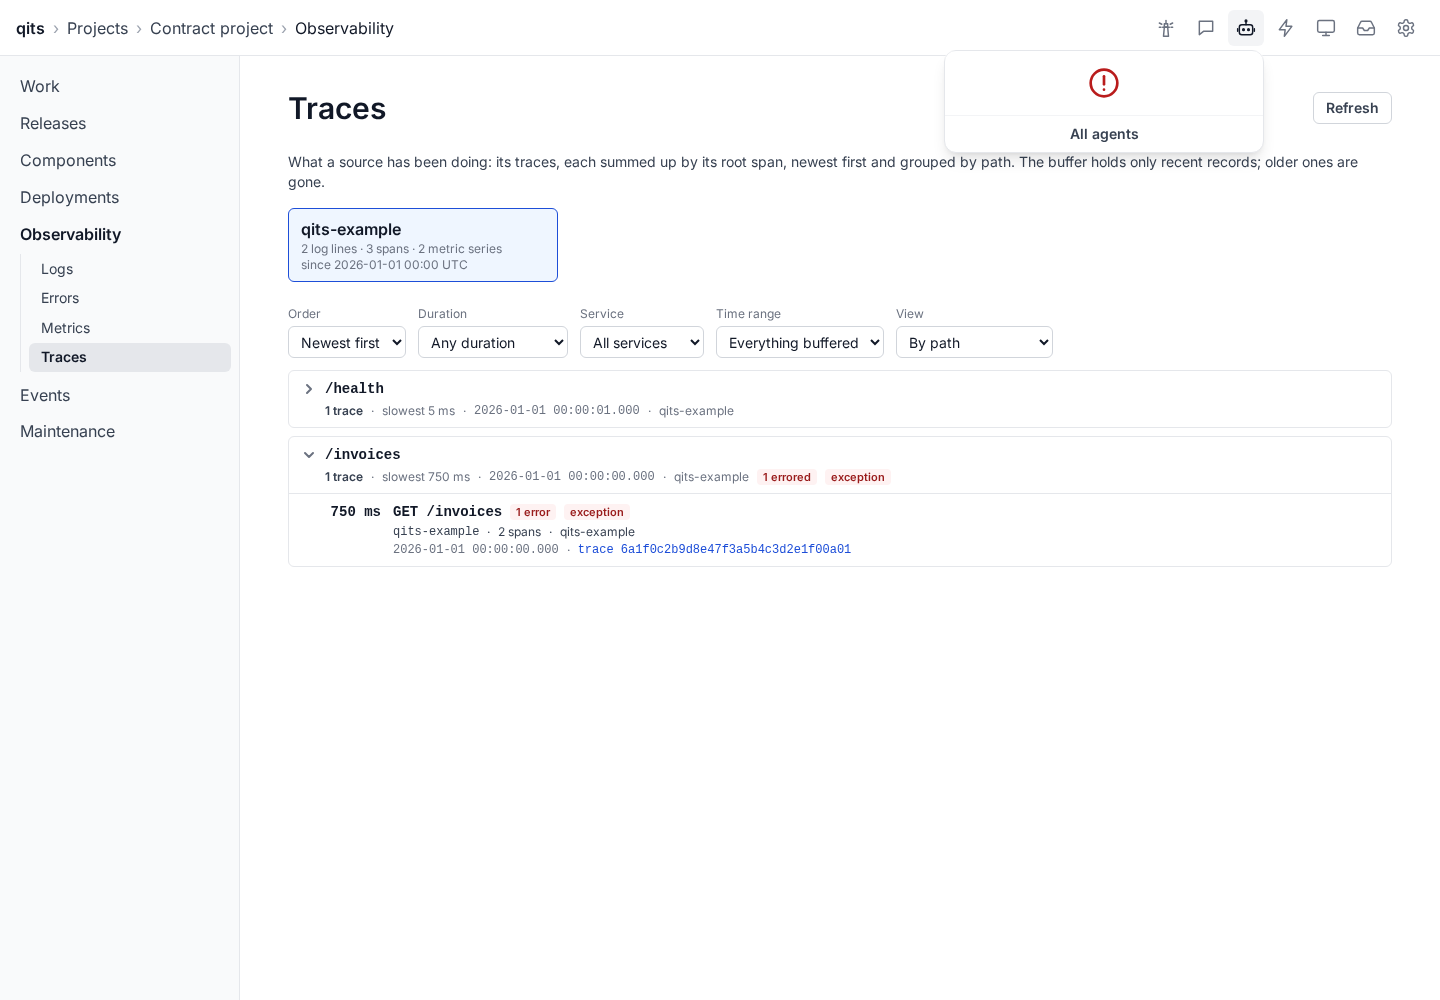 qits › Projects › Contract project › Observability
Work
Releases
Components
Deployments
Observability
Logs
Errors
Metrics
Traces
Events
Maintenance
All agents
Traces
Refresh
What a source has been doing: its traces, each summed up by its root span, newest first and grouped by path. The buffer holds only recent records; older ones are
gone.
qits-example
2 log lines · 3 spans · 2 metric series
since 2026-01-01 00:00 UTC
Order Duration Service Time range View
Newest first Any duration All services Everything buffered By path
/health
1 trace · slowest 5 ms · 2026-01-01 00:00:01.000 · qits-example
/invoices
1 trace · slowest 750 ms · 2026-01-01 00:00:00.000 · qits-example 1 errored exception
750 ms GET /invoices 1 error exception
qits-example · 2 spans · qits-example
2026-01-01 00:00:00.000 · trace 6a1f0c2b9d8e47f3a5b4c3d2e1f00a01